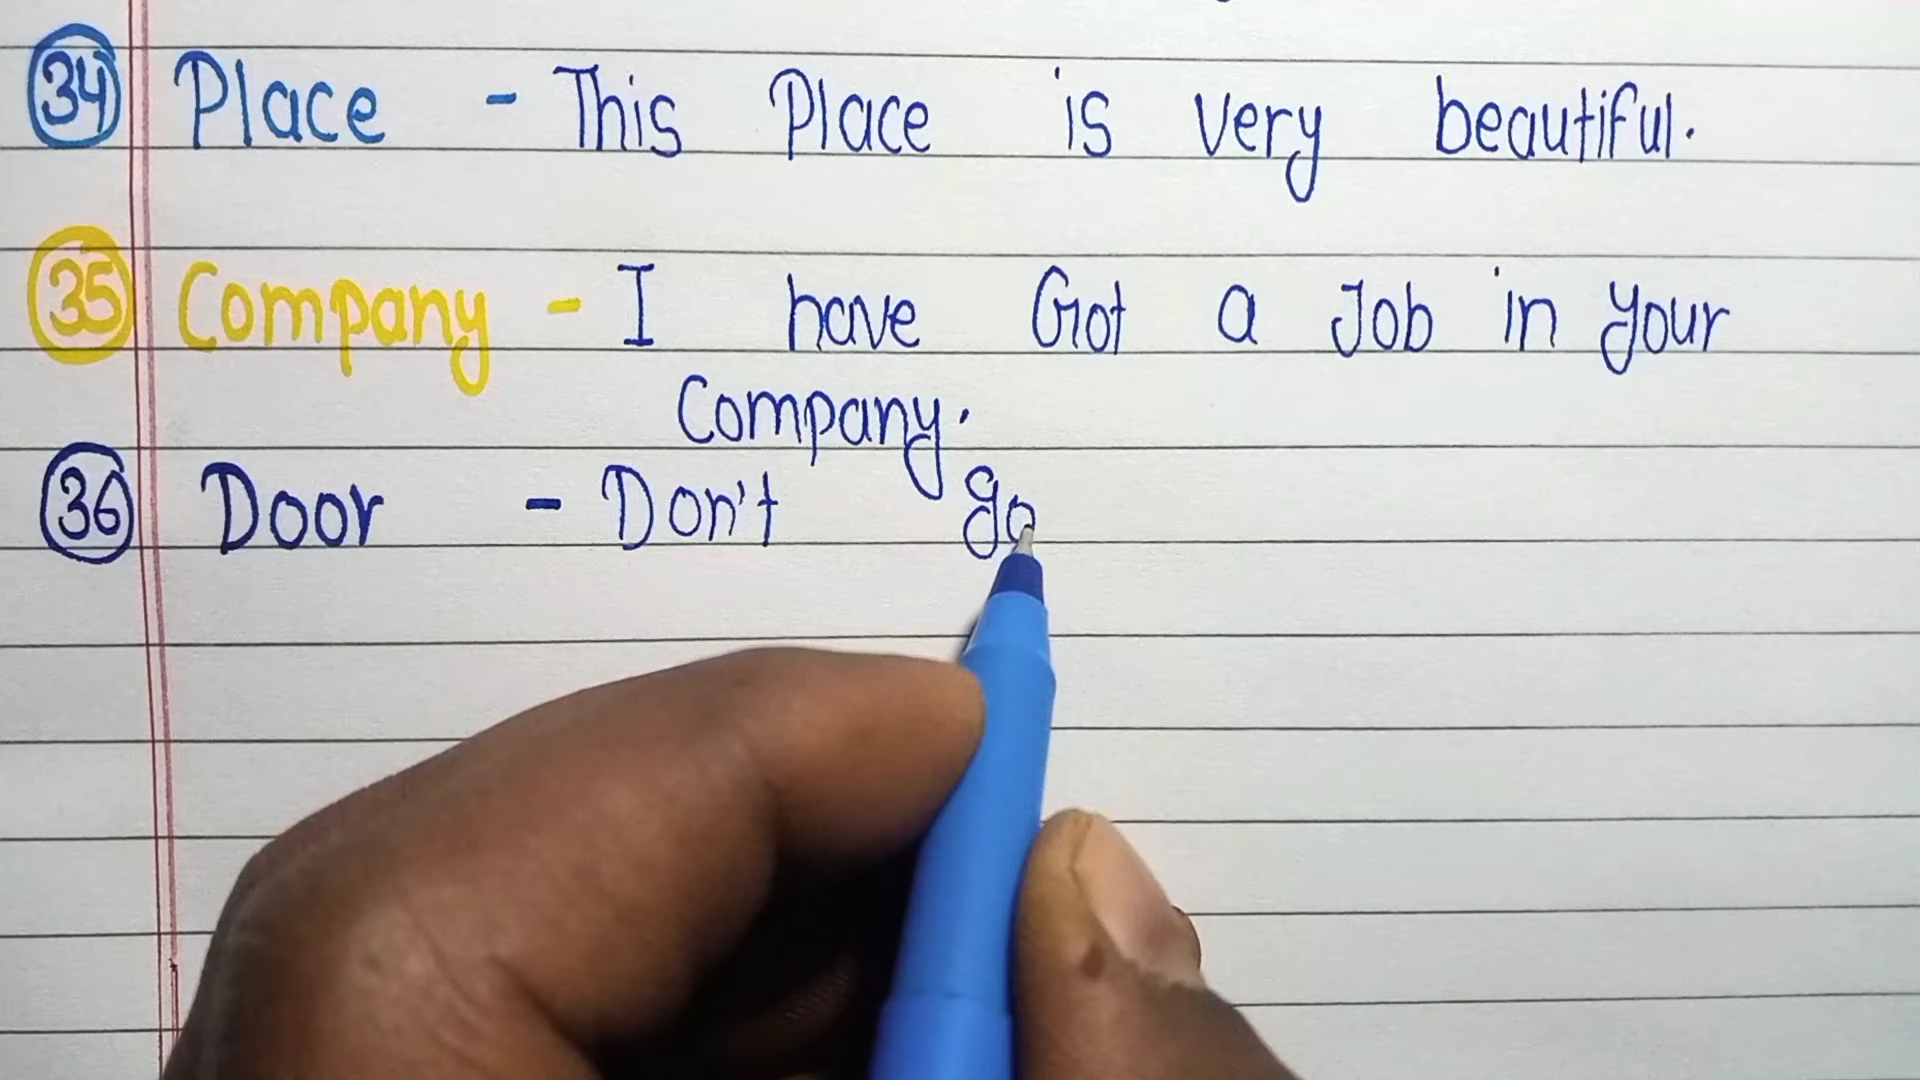 34 Place - This Place is very beautiful.
35 Company - I have Got a Job in your
Company.
36 Door - Don't go